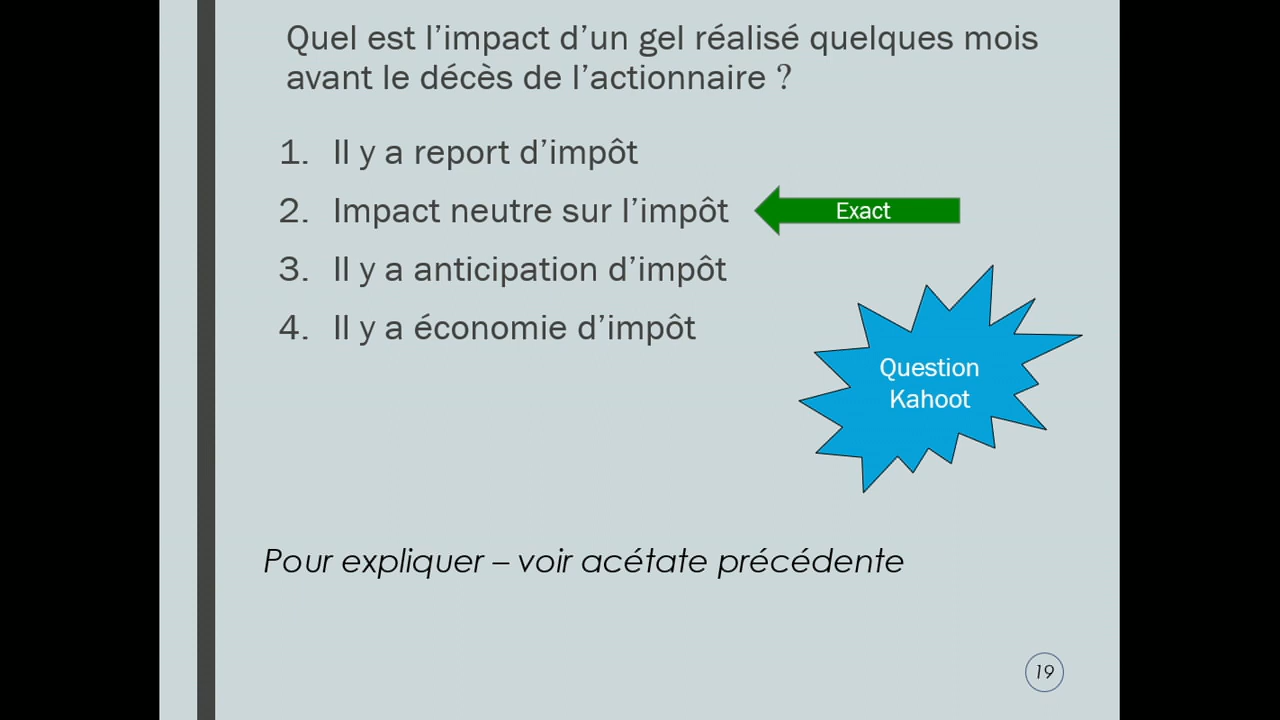 Quel est l’impact d’un gel réalisé quelques mois
avant le décès de l’actionnaire ?
1. Il y a report d’impôt
2. Impact neutre sur l’impôt
Exact
3. Il y a anticipation d’impôt
4. Il y a économie d’impôt
Question
Kahoot
Pour expliquer – voir acétate précédente
19